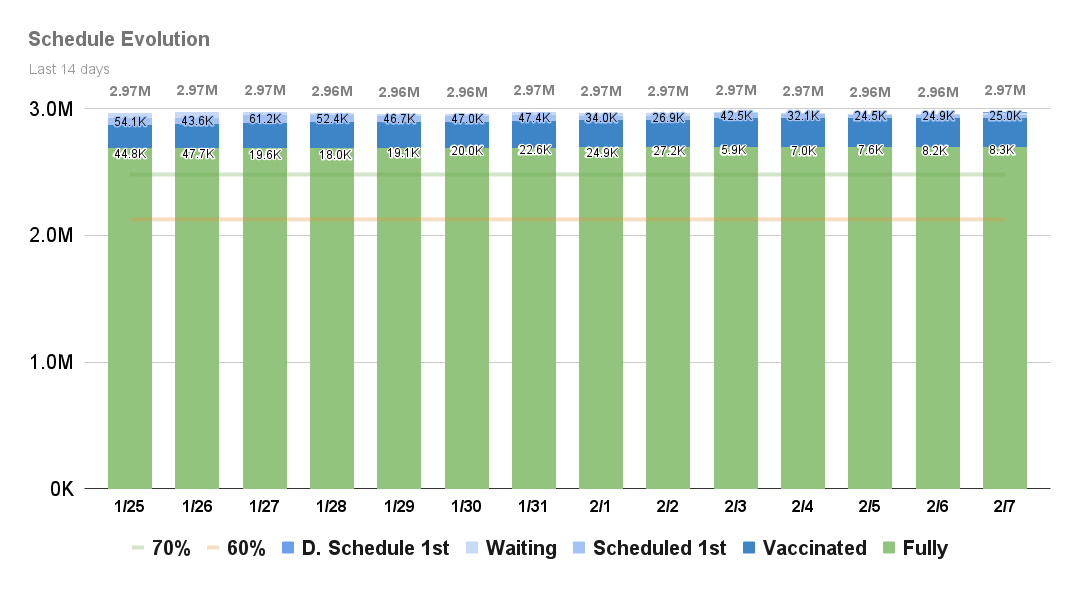 Schedule Evolution
Last 14 days
2.97M 2.97M 2.97M 2.96M 2.96M 2.96M 2.97M 2.97M 2.97M 2.97M 2.97M 2.96M 2.96M 2.97M
3.0M
54.1K 43.6K 61.2K 52.4K 46.7K 47.0K 47.4K 34.0K 26.9K 42.5K 32.1K 24.5K 24.9K 25.0K
44.8K 47.7K 19.6K 18.0K 19.1K 20.0K 22.6K 24.9K 27.2K 5.9K 7.0K 7.6K 8.2K 8.3K
2.0M
1.0M
0K
1/25 1/26 1/27 1/28 1/29 1/30 1/31 2/1 2/2 2/3 2/4 2/5 2/6 2/7
70% 60% D. Schedule 1st Waiting Scheduled 1st Vaccinated Fully